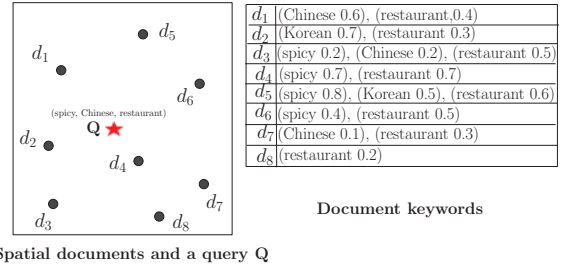 d5
d1
d6
(spicy, Chinese, restaurant)
Q
d2
d4
d7
d3
d8
Spatial documents and a query Q
d1 (Chinese 0.6), (restaurant,0.4)
d2 (Korean 0.7), (restaurant 0.3)
d3 (spicy 0.2), (Chinese 0.2), (restaurant 0.5)
d4 (spicy 0.7), (restaurant 0.7)
d5 (spicy 0.8), (Korean 0.5), (restaurant 0.6)
d6 (spicy 0.4), (restaurant 0.5)
d7 (Chinese 0.1), (restaurant 0.3)
d8 (restaurant 0.2)
Document keywords